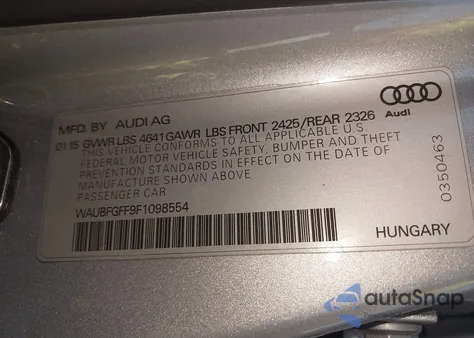 MFD. BY AUDI AG
01 15 GVWR LBS 4641 GAWR LBS FRONT 2425/REAR 2326
THIS VEHICLE CONFORMS TO ALL APPLICABLE U.S.
FEDERAL MOTOR VEHICLE SAFETY, BUMPER AND THEFT
PREVENTION STANDARDS IN EFFECT ON THE DATE OF
MANUFACTURE SHOWN ABOVE
PASSENGER CAR
WAUBFGFF9F1098554
Audi
0350463
HUNGARY
autoSnap